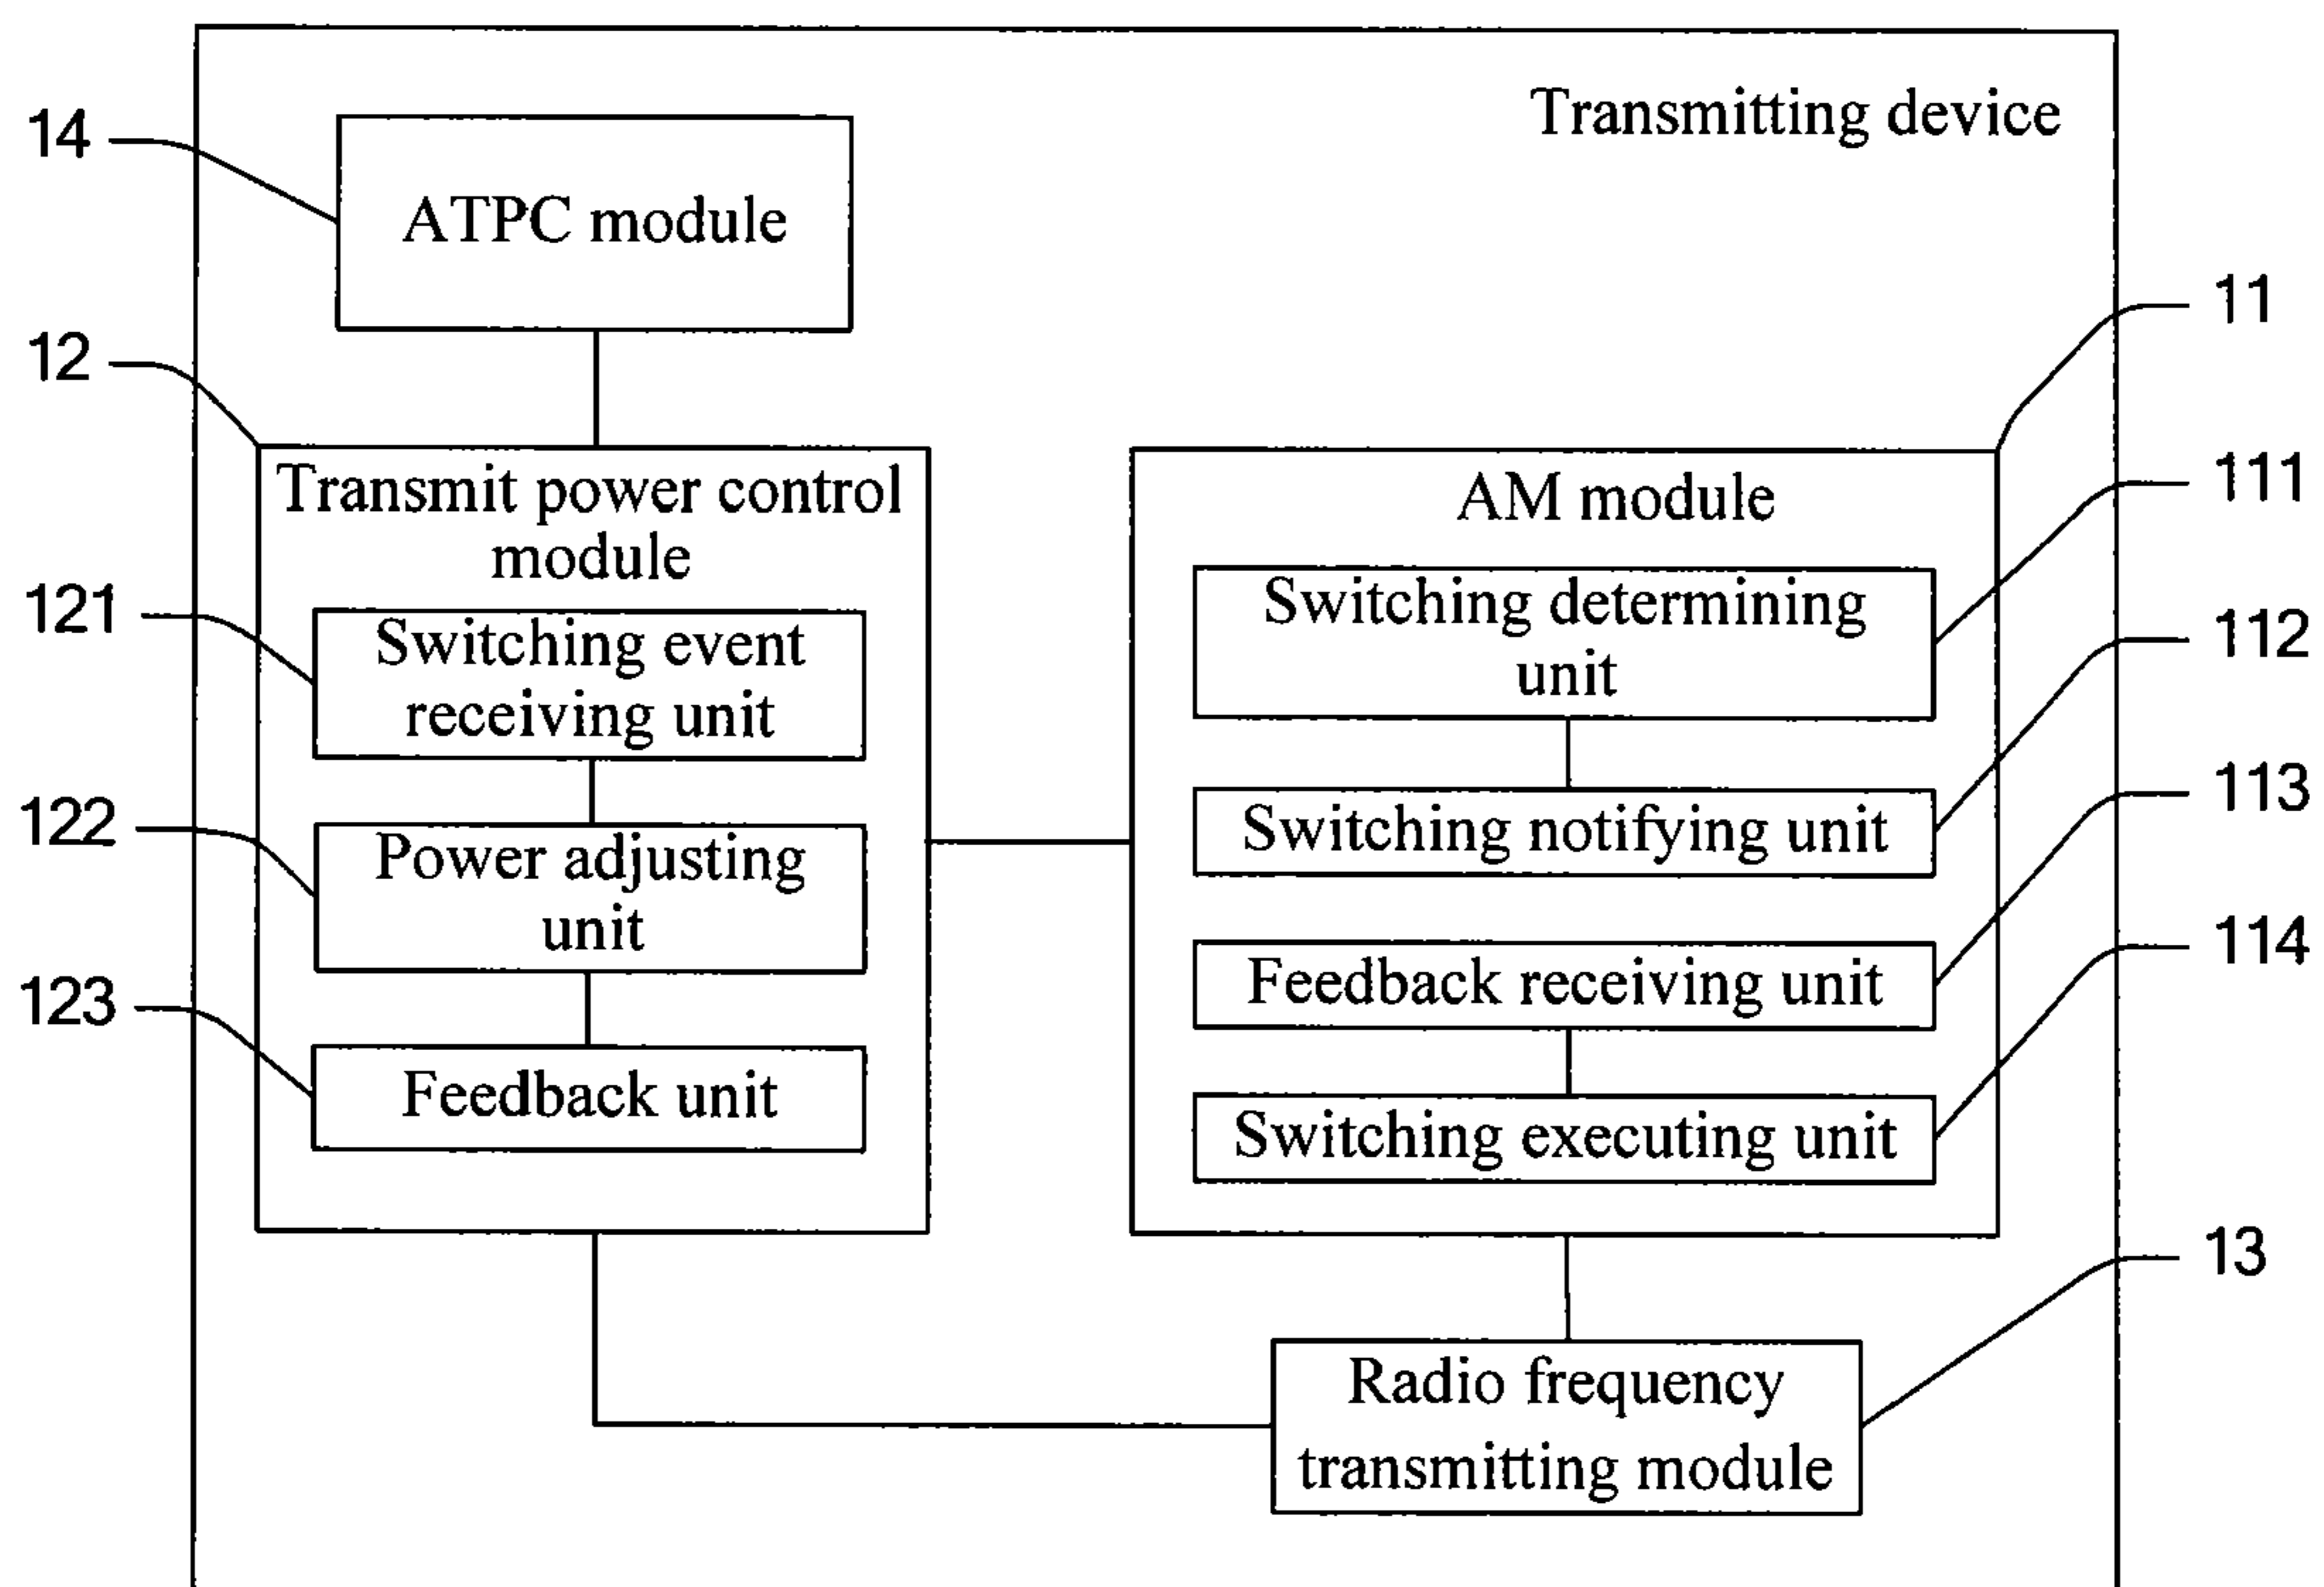 Transmitting device
14
ATPC module
12
Transmit power control
module
121
Switching event
receiving unit
122
Power adjusting
unit
123
Feedback unit
11
AM module
111
Switching determining
unit
112
Switching notifying unit
113
Feedback receiving unit
114
Switching executing unit
13
Radio frequency
transmitting module